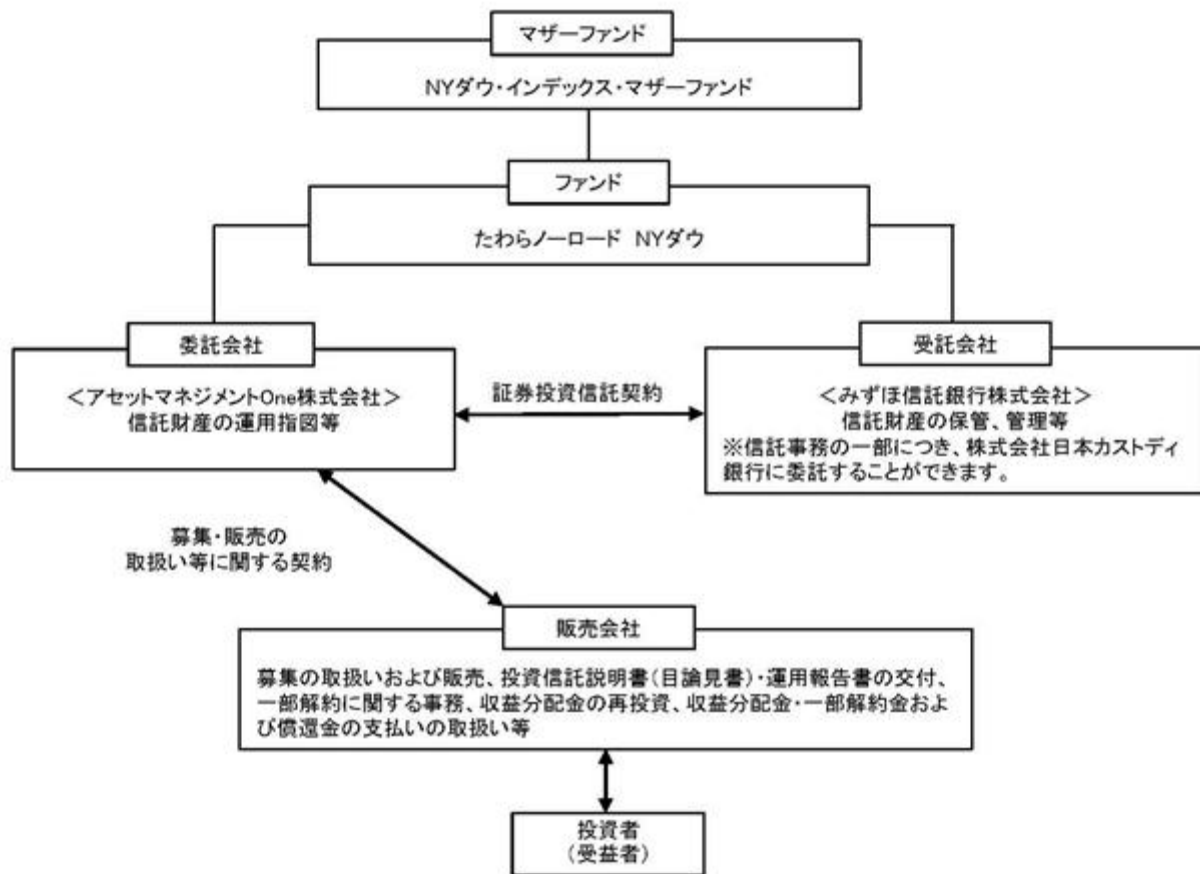 マザーファンド
NYダウ・インデックス・マザーファンド
ファンド
たわらノーロード NYダウ
委託会社
<アセットマネジメントOne株式会社>
信託財産の運用指図等
証券投資信託契約
受託会社
<みずほ信託銀行株式会社>
信託財産の保管、管理等
※信託事務の一部につき、株式会社日本カストディ
銀行に委託することができます。
募集・販売の
取扱い等に関する契約
販売会社
募集の取扱いおよび販売、投資信託説明書(目論見書)・運用報告書の交付、
一部解約に関する事務、収益分配金の再投資、収益分配金・一部解約金およ
び償還金の支払いの取扱い等
投資者
(受益者)